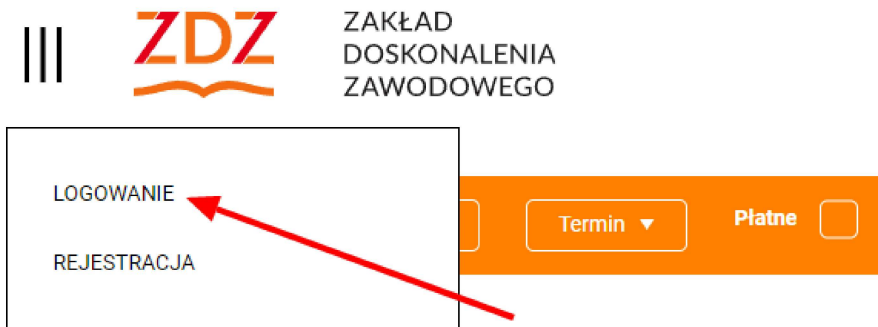 ZDZ
ZAKŁAD
DOSKONALENIA
ZAWODOWEGO
LOGOWANIE
REJESTRACJA
Termin
Płatne